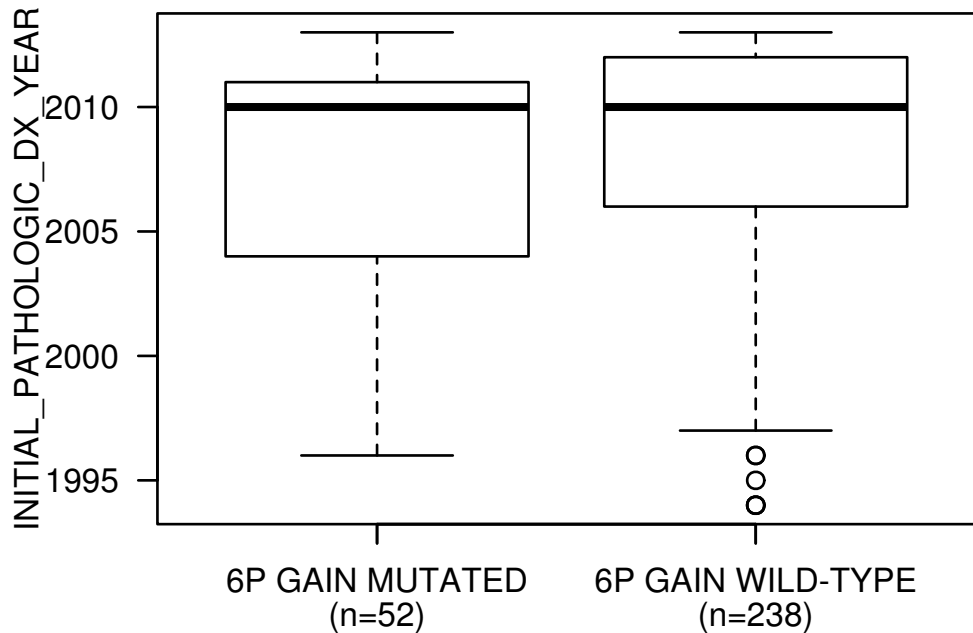 INITIAL_PATHOLOGIC_DX_YEAR
2010
2005
2000
1995
6P GAIN MUTATED
(n=52)
6P GAIN WILD-TYPE
(n=238)